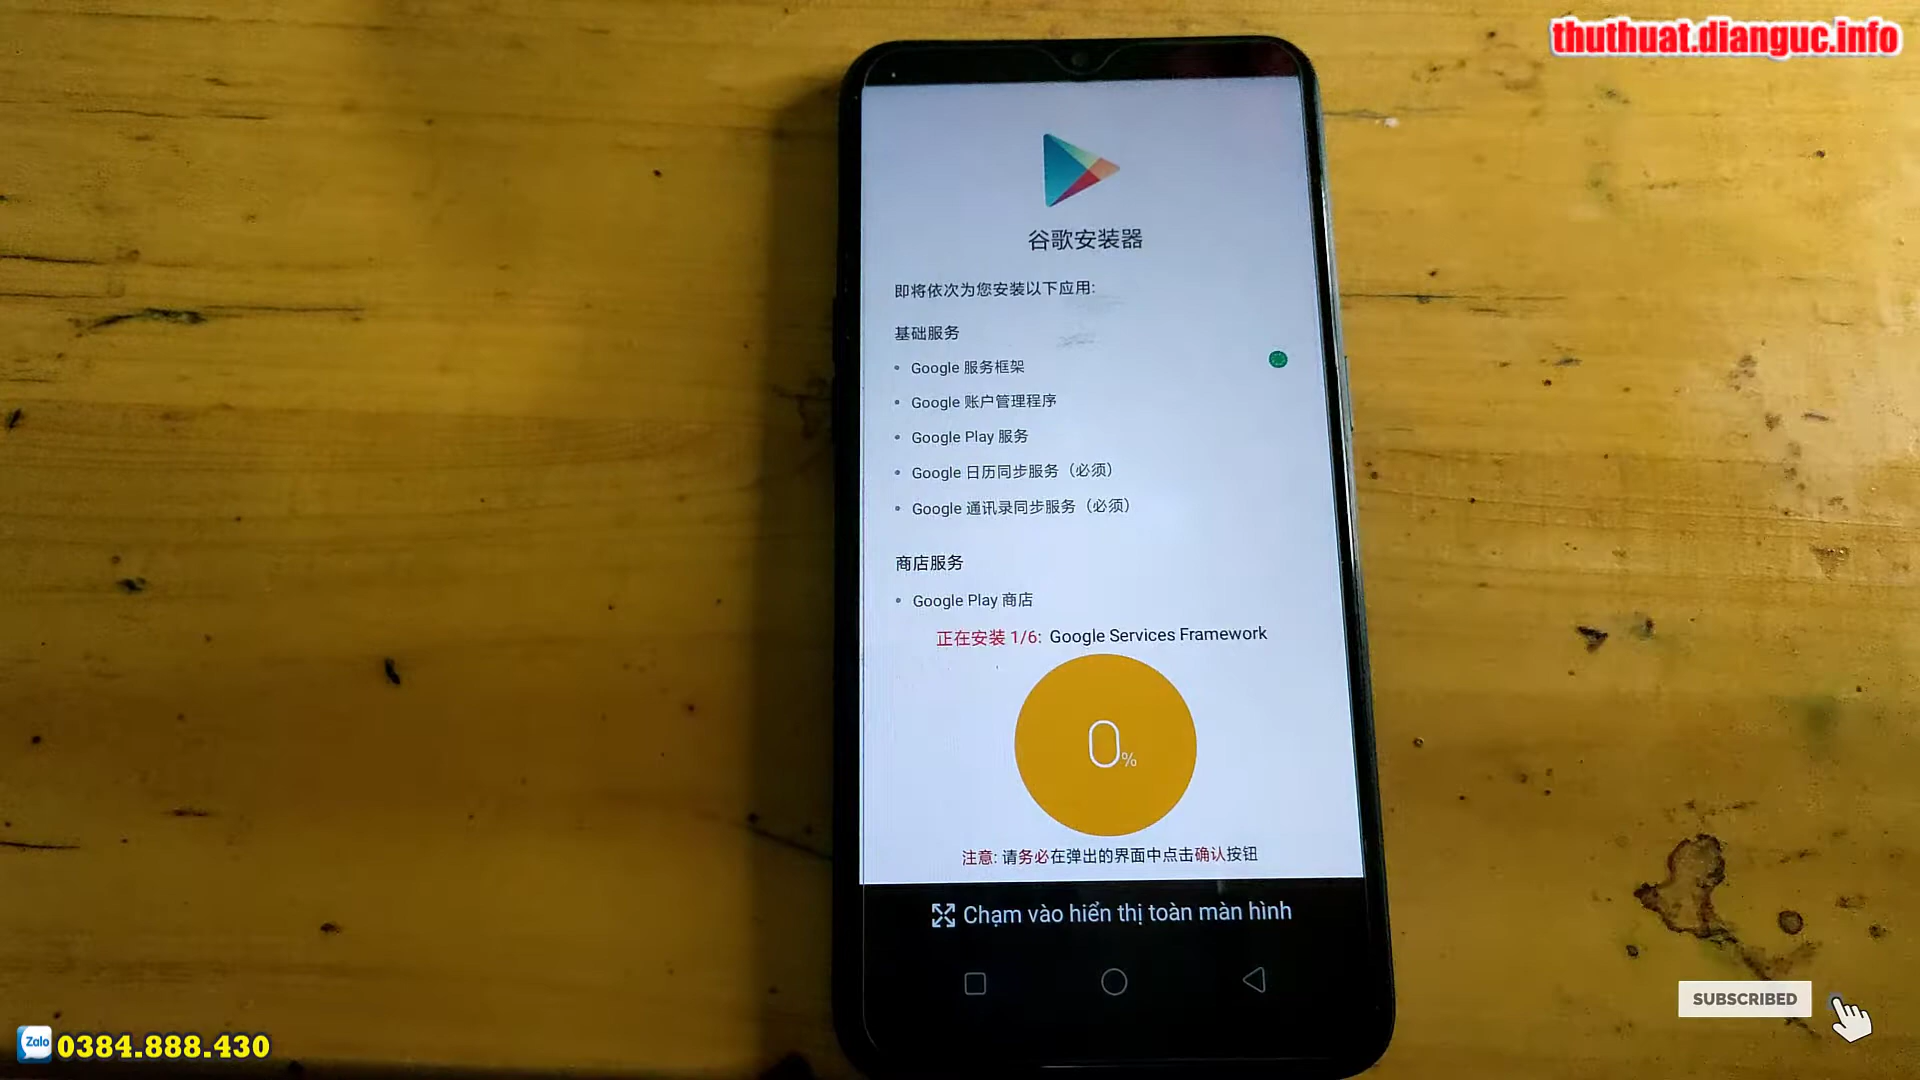 thuthuat.dianguc.info
谷歌安装器
即将依次为您安装以下应用:
基础服务
Google 服务框架
Google 账户管理程序
Google Play 服务
Google 日历同步服务（必须）
Google 通讯录同步服务（必须）
商店服务
Google Play 商店
正在安装 1/6: Google Services Framework
0%
注意: 请务必在弹出的界面中点击确认按钮
Chạm vào hiển thị toàn màn hình
SUBSCRIBED
Zalo 0384.888.430